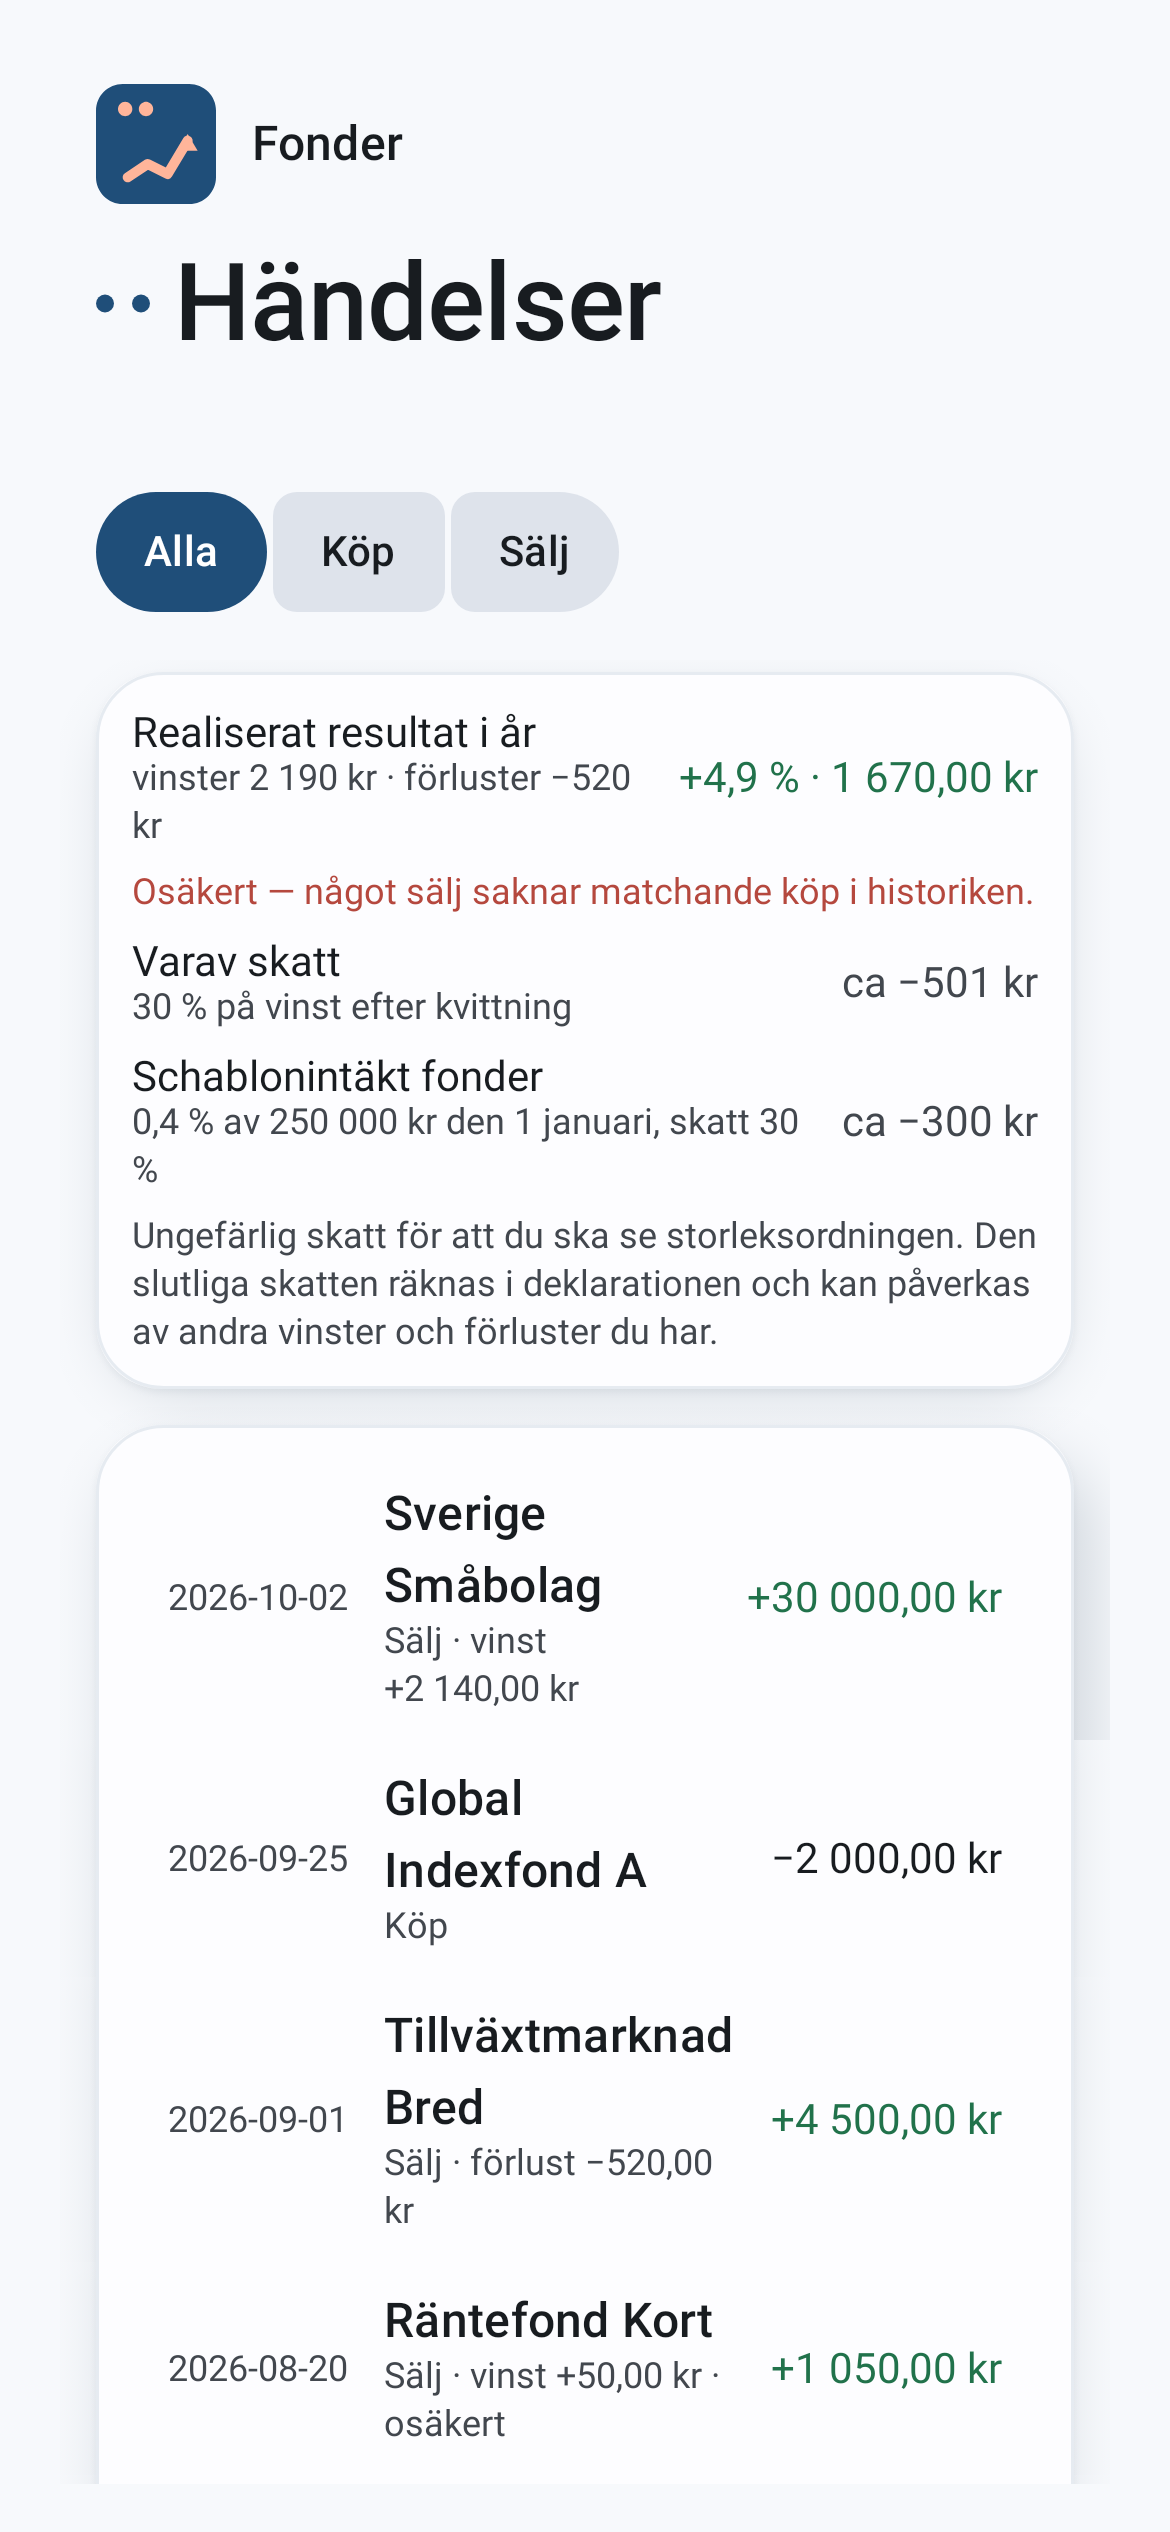 Fonder
Händelser
Alla
Köp
Sälj
Realiserat resultat i år
vinster 2 190 kr · förluster −520
kr
+4,9 % · 1 670,00 kr
Osäkert — något sälj saknar matchande köp i historiken.
Varav skatt
30 % på vinst efter kvittning
ca −501 kr
Schablonintäkt fonder
0,4 % av 250 000 kr den 1 januari, skatt 30
%
ca −300 kr
Ungefärlig skatt för att du ska se storleksordningen. Den
slutliga skatten räknas i deklarationen och kan påverkas
av andra vinster och förluster du har.
2026-10-02
Sverige
Småbolag
Sälj · vinst
+2 140,00 kr
+30 000,00 kr
2026-09-25
Global
Indexfond A
Köp
−2 000,00 kr
2026-09-01
Tillväxtmarknad
Bred
Sälj · förlust −520,00
kr
+4 500,00 kr
2026-08-20
Räntefond Kort
Sälj · vinst +50,00 kr ·
osäkert
+1 050,00 kr